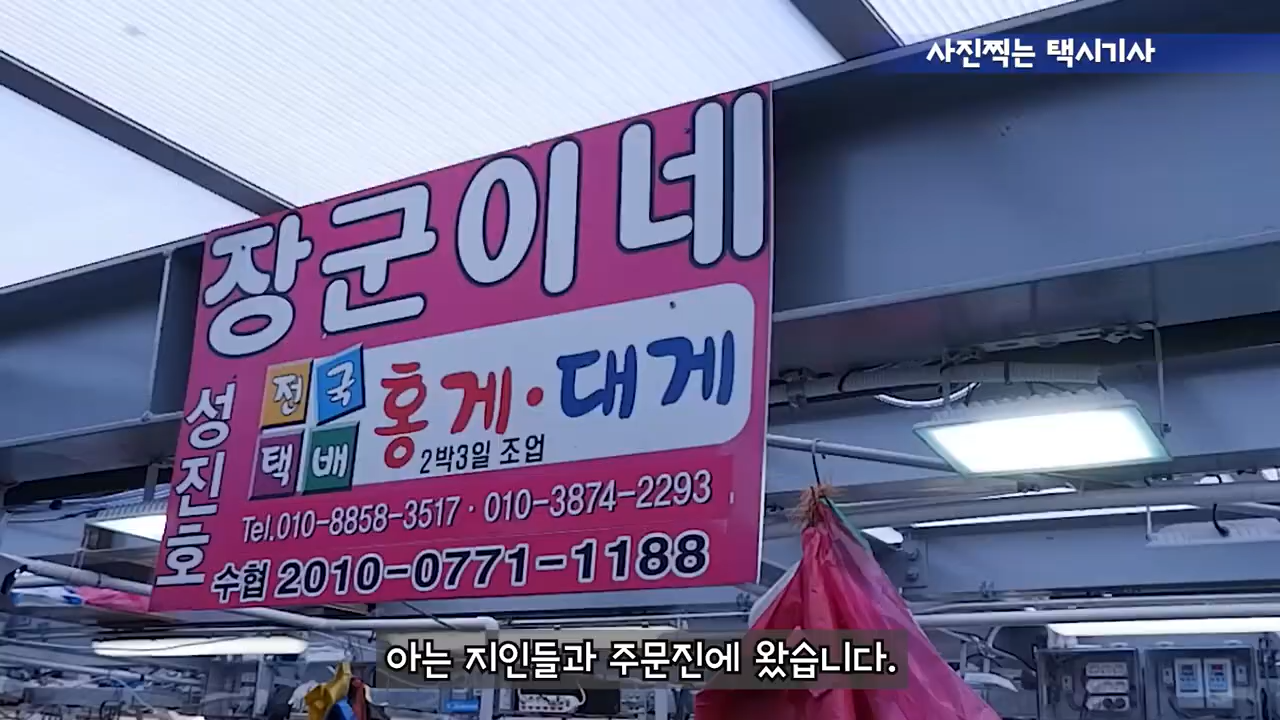 사진찍는 택시기사
장군이네
성진호
전국
택배
홍게·대게
2박3일 조업
Tel.010-8858-3517·010-3874-2293
수협 2010-0771-1188
아는 지인들과 주문진에 왔습니다.